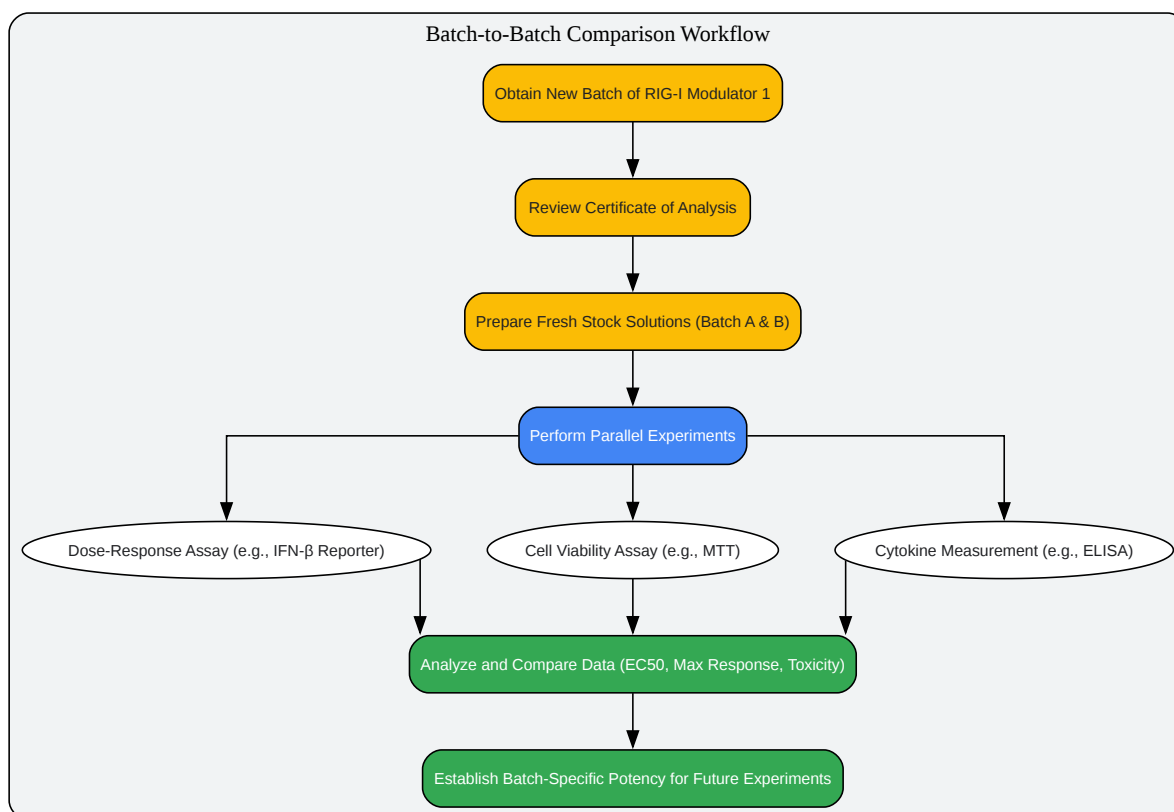 Batch-to-Batch Comparison Workflow
Obtain New Batch of RIG-I Modulator 1
Review Certificate of Analysis
Prepare Fresh Stock Solutions (Batch A & B)
Perform Parallel Experiments
Dose-Response Assay (e.g., IFN-β Reporter)
Cell Viability Assay (e.g., MTT)
Cytokine Measurement (e.g., ELISA)
Analyze and Compare Data (EC50, Max Response, Toxicity)
Establish Batch-Specific Potency for Future Experiments